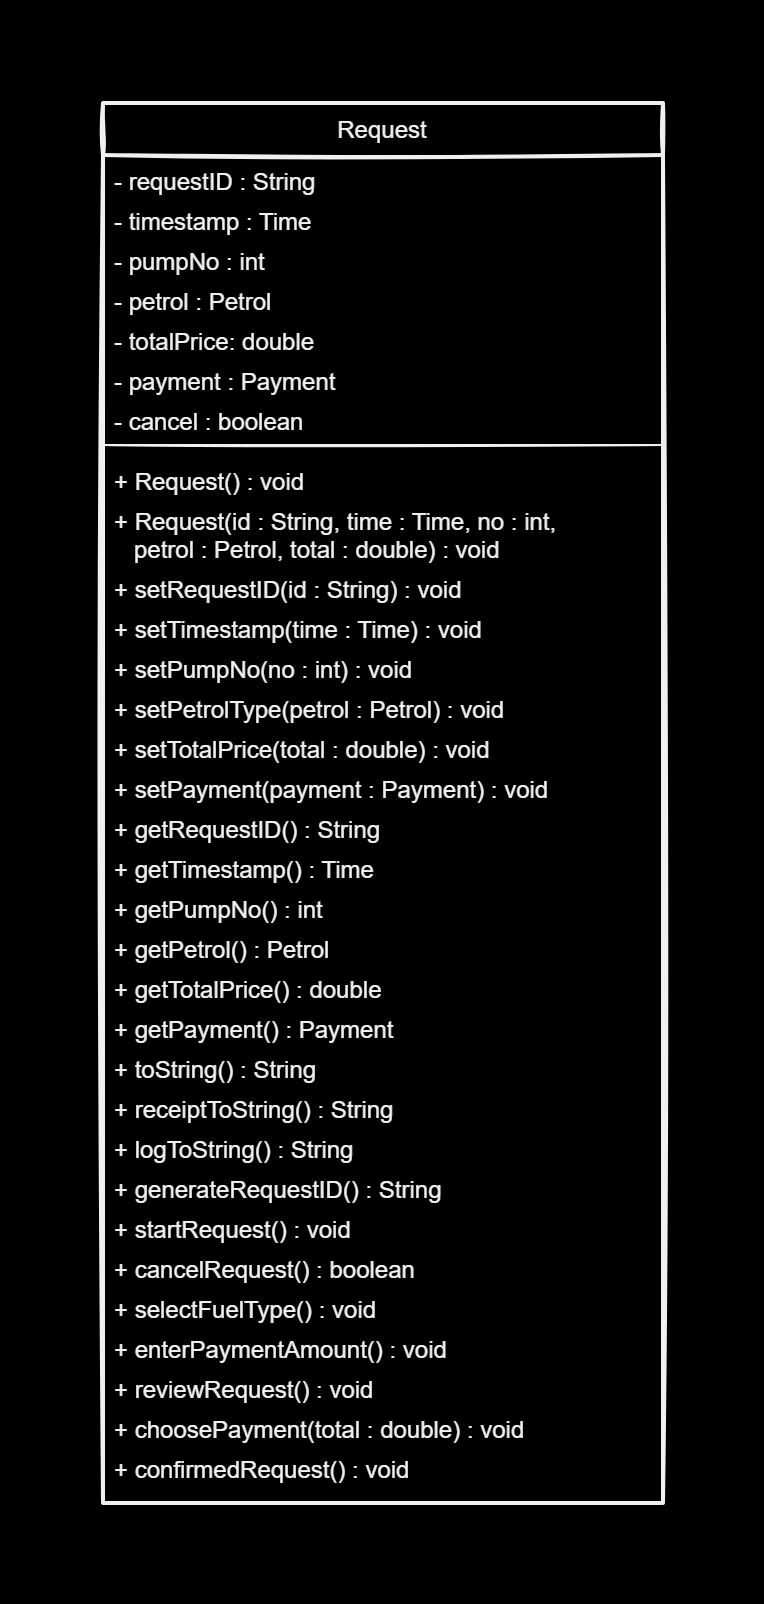 Request
- requestID : String
- timestamp : Time
- pumpNo : int
- petrol : Petrol
- totalPrice: double
- payment : Payment
- cancel : boolean
+ Request() : void
+ Request(id : String, time : Time, no : int,
petrol : Petrol, total : double) : void
+ setRequestID(id : String) : void
+ setTimestamp(time : Time) : void
+ setPumpNo(no : int) : void
+ setPetrolType(petrol : Petrol) : void
+ setTotalPrice(total : double) : void
+ setPayment(payment : Payment) : void
+ getRequestID() : String
+ getTimestamp() : Time
+ getPumpNo() : int
+ getPetrol() : Petrol
+ getTotalPrice() : double
+ getPayment() : Payment
+ toString() : String
+ receiptToString() : String
+ logToString() : String
+ generateRequestID() : String
+ startRequest() : void
+ cancelRequest() : boolean
+ selectFuelType() : void
+ enterPaymentAmount() : void
+ reviewRequest() : void
+ choosePayment(total : double) : void
+ confirmedRequest() : void